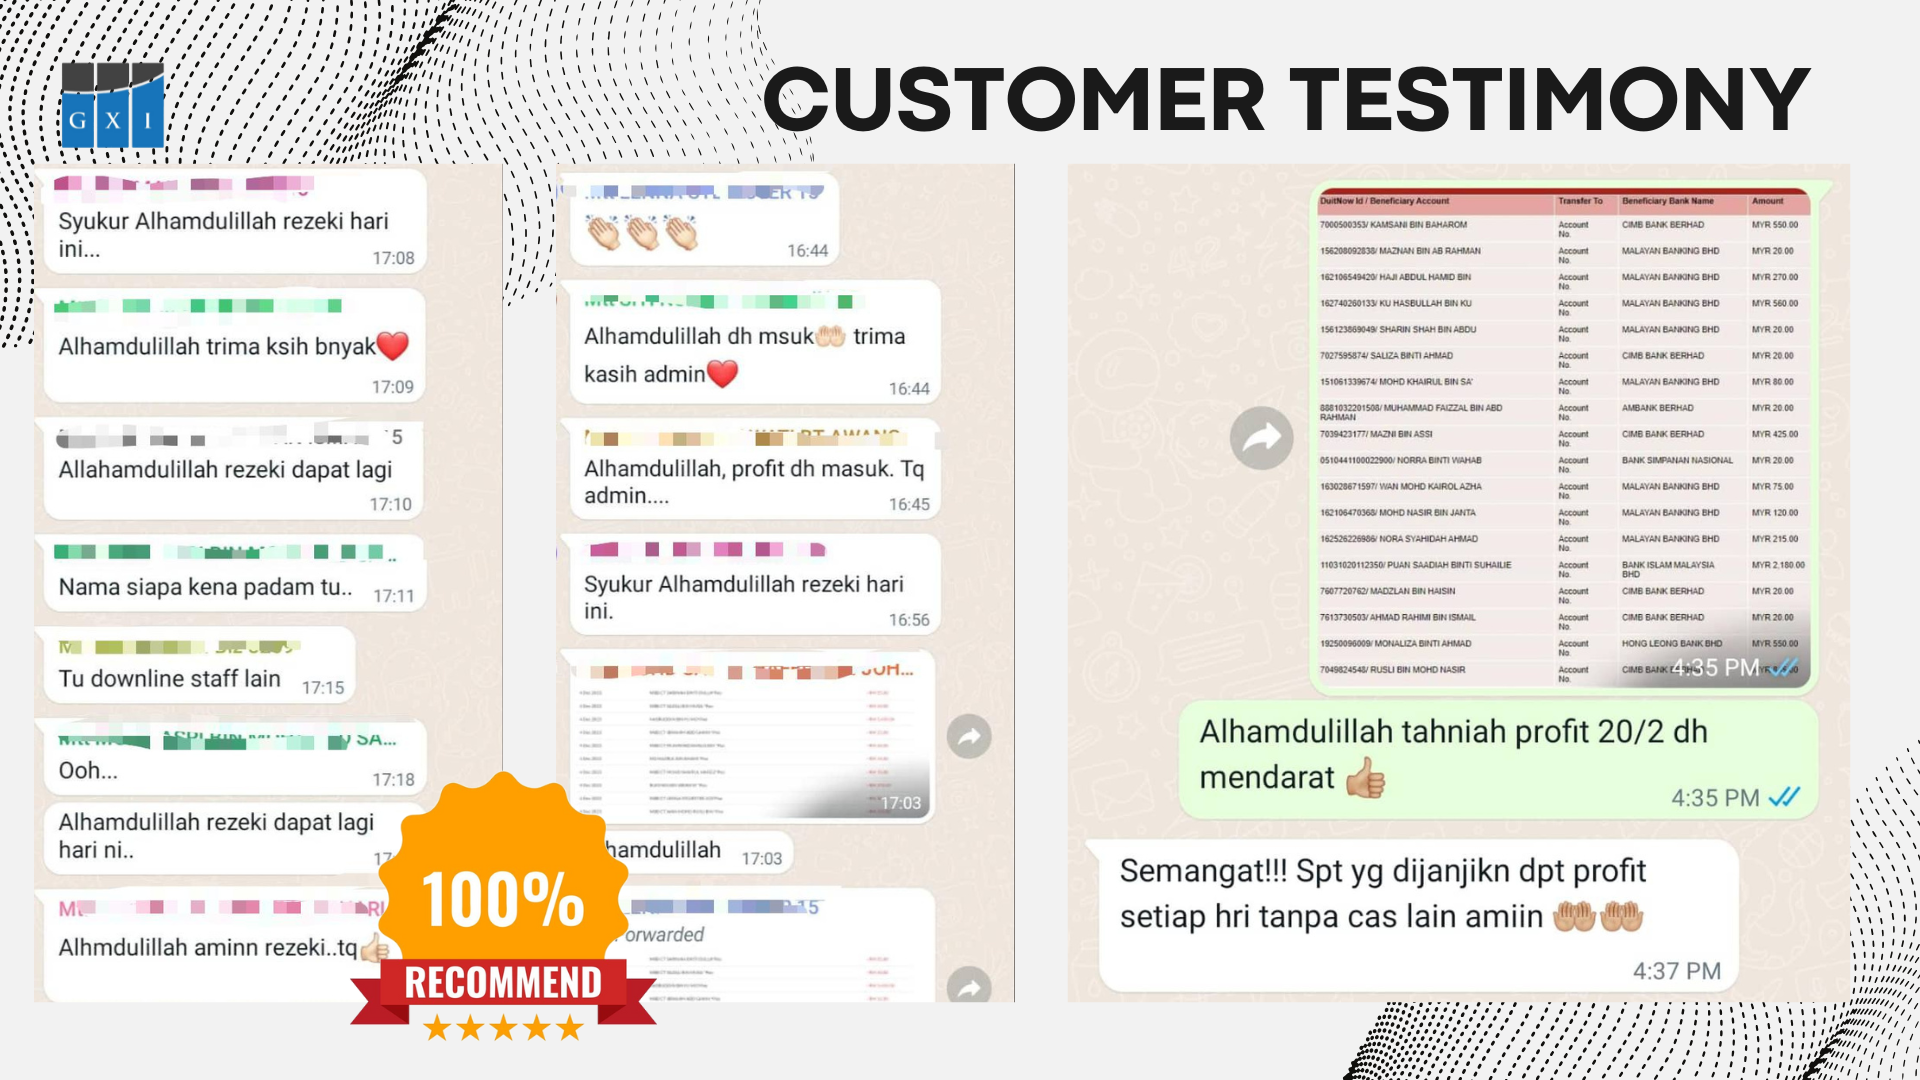 G X I
CUSTOMER TESTIMONY
Syukur Alhamdulillah rezeki hari
ini...
17:08
Alhamdulillah trima ksih bnyak❤️
17:09
5
Allahamdulillah rezeki dapat lagi
17:10
Nama siapa kena padam tu..
17:11
Tu downline staff lain
17:15
SA...
Ooh...
17:18
Alhamdulillah rezeki dapat lagi
hari ni..
17
Alhmdulillah aminn rezeki..tq👍🏼
👏🏻👏🏻👏🏻
16:44
Alhamdulillah dh msuk🤲🏻 trima
kasih admin❤️
16:44
Alhamdulillah, profit dh masuk. Tq
admin....
16:45
Syukur Alhamdulillah rezeki hari
ini.
16:56
JOH...
17:03
hamdulillah
17:03
15
orwarded
100%
RECOMMEND
DuitNow Id / Beneficiary Account Transfer To Beneficiary Bank Name Amount
7000500353/ KAMSANI BIN BAHAROM Account No. CIMB BANK BERHAD MYR 550.00
156208092838/ MAZNAN BIN AB RAHMAN Account No. MALAYAN BANKING BHD MYR 20.00
162106549420/ HAJI ABDUL HAMID BIN Account No. MALAYAN BANKING BHD MYR 270.00
162740260133/ KU HASBULLAH BIN KU Account No. MALAYAN BANKING BHD MYR 560.00
156123869049/ SHARIN SHAH BIN ABDU Account No. MALAYAN BANKING BHD MYR 20.00
7027595874/ SALIZA BINTI AHMAD Account No. CIMB BANK BERHAD MYR 20.00
151061339674/ MOHD KHAIRUL BIN SA' Account No. MALAYAN BANKING BHD MYR 80.00
8881032201508/ MUHAMMAD FAIZZAL BIN ABD RAHMAN Account No. AMBANK BERHAD MYR 20.00
7039423177/ MAZNI BIN ASSI Account No. CIMB BANK BERHAD MYR 425.00
0510441100022900/ NORRA BINTI WAHAB Account No. BANK SIMPANAN NASIONAL MYR 20.00
163028671597/ WAN MOHD KAIROL AZHA Account No. MALAYAN BANKING BHD MYR 75.00
162106470368/ MOHD NASIR BIN JANTA Account No. MALAYAN BANKING BHD MYR 120.00
162526226986/ NORA SYAHIDAH AHMAD Account No. MALAYAN BANKING BHD MYR 215.00
11031020112350/ PUAN SAADIAH BINTI SUHAILIE Account No. BANK ISLAM MALAYSIA BHD MYR 2,180.00
7607720762/ MADZLAN BIN HAISIN Account No. CIMB BANK BERHAD MYR 20.00
7613730503/ AHMAD RAHIMI BIN ISMAIL Account No. CIMB BANK BERHAD MYR 20.00
19250096009/ MONALIZA BINTI AHMAD Account No. HONG LEONG BANK BHD MYR 550.00
7049824548/ RUSLI BIN MOHD NASIR Account No. CIMB BANK
4:35 PM
Alhamdulillah tahniah profit 20/2 dh
mendarat 👍🏼
4:35 PM
Semangat!!! Spt yg dijanjikn dpt profit
setiap hri tanpa cas lain amiin 🤲🏼🤲🏼
4:37 PM